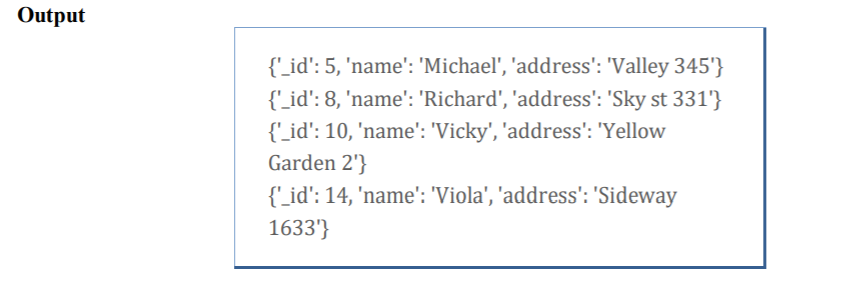 Output
{'_id': 5, 'name': 'Michael', 'address': 'Valley 345'}
{'_id': 8, 'name': 'Richard', 'address': 'Sky st 331'}
{'_id': 10, 'name': 'Vicky', 'address': 'Yellow
Garden 2'}
{'_id': 14, 'name': 'Viola', 'address': 'Sideway
1633'}